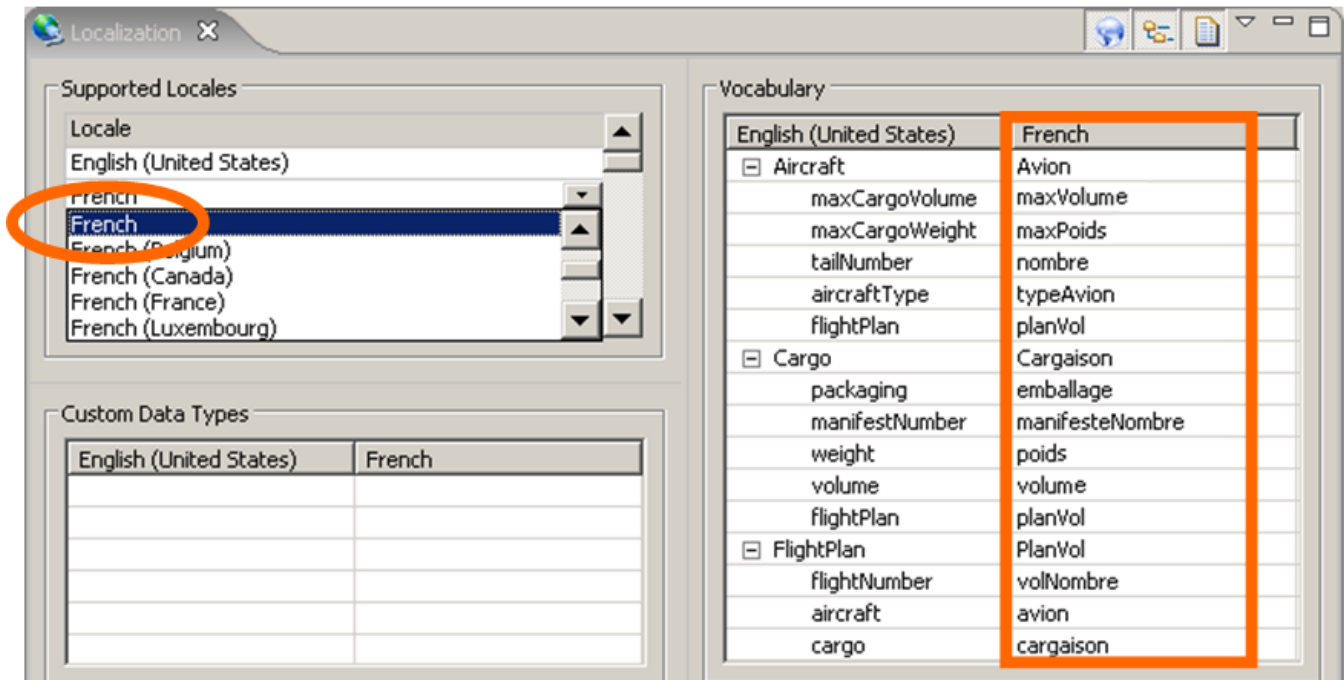 Localization
Supported Locales
Locale
English (United States)
French
French
French (Belgium)
French (Canada)
French (France)
French (Luxembourg)
Custom Data Types
English (United States) French
Vocabulary
English (United States) French
Aircraft Avion
maxCargoVolume maxVolume
maxCargoWeight maxPoids
tailNumber nombre
aircraftType typeAvion
flightPlan planVol
Cargo Cargaison
packaging emballage
manifestNumber manifesteNombre
weight poids
volume volume
flightPlan planVol
FlightPlan PlanVol
flightNumber volNombre
aircraft avion
cargo cargaison